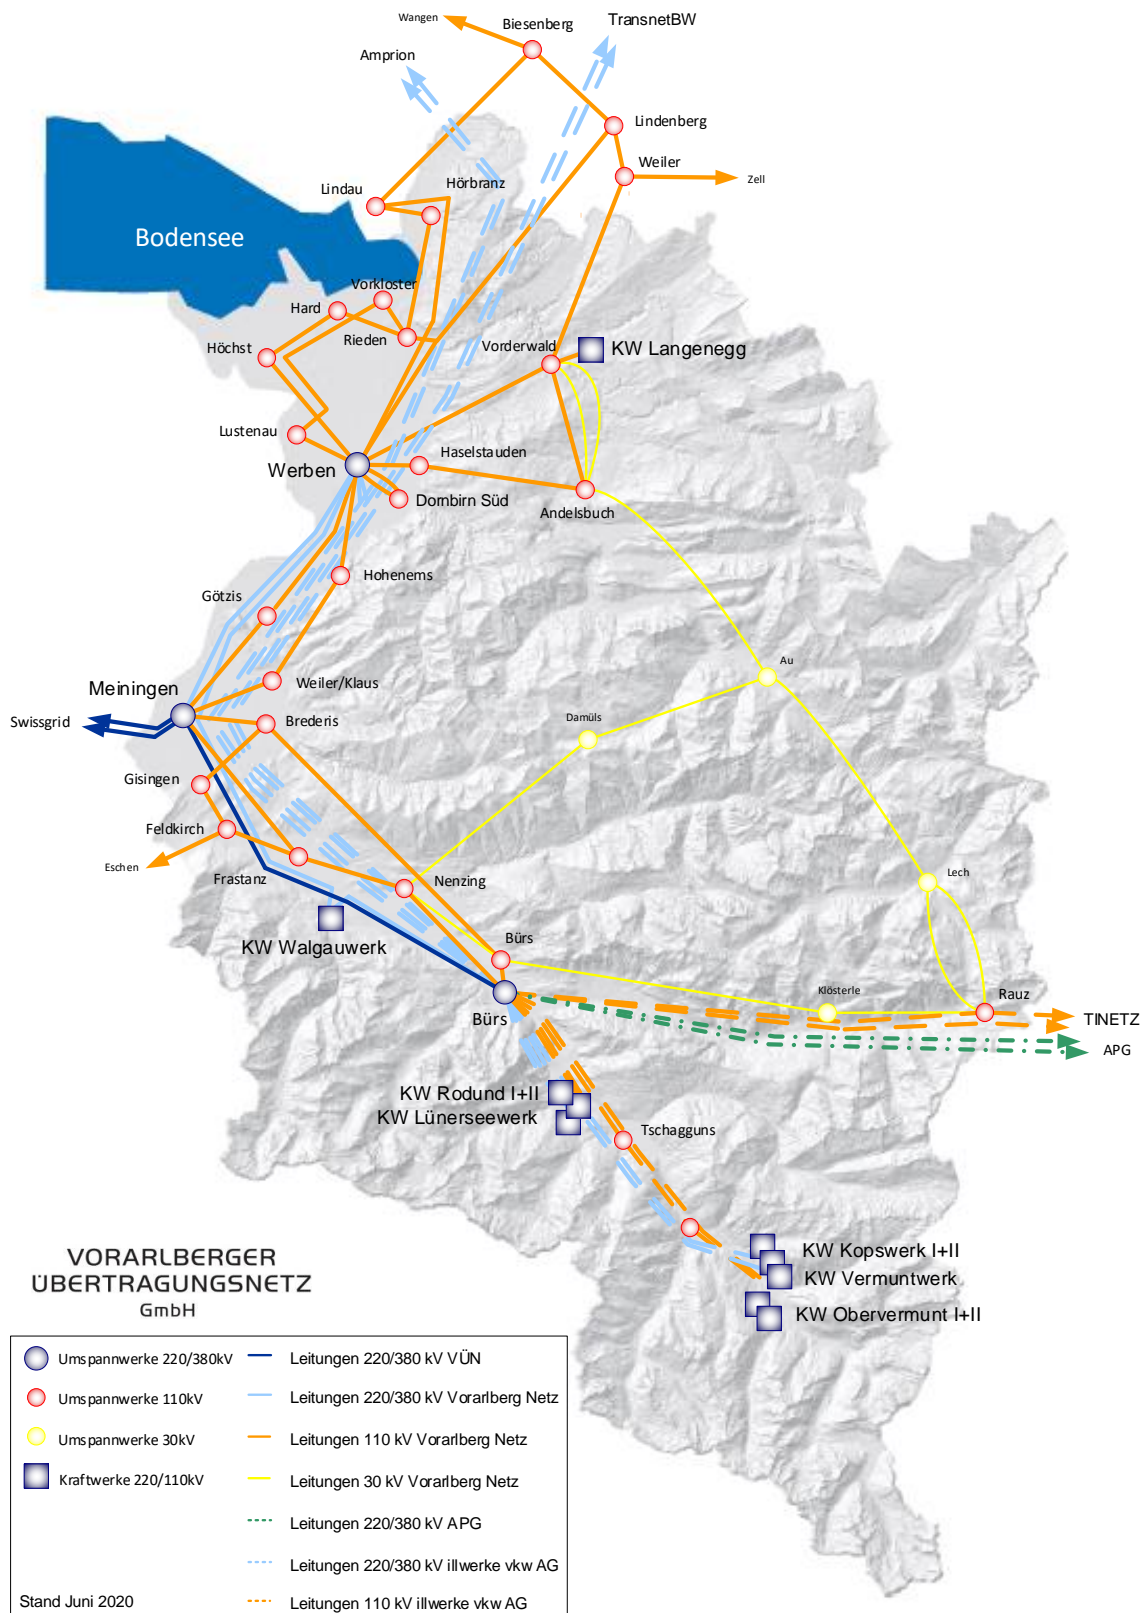 Wangen
Biesenberg
TransnetBW
Amprion
Lindenberg
Weiler
Zell
Hörbranz
Lindau
Bodensee
Vorkloster
Hard
Rieden
Höchst
Vorderwald
KW Langenegg
Lustenau
Haselstauden
Werben
Dornbirn Süd
Andelsbuch
Hohenems
Götzis
Au
Weiler/Klaus
Meiningen
Damüls
Swissgrid
Brederis
Gisingen
Feldkirch
Eschen
Frastanz
Nenzing
Lech
KW Walgauwerk
Bürs
Klösterle
Rauz
Bürs
TINETZ
APG
KW Rodund I+II
KW Lünerseewerk
Tschagguns
KW Kopswerk I+II
KW Vermuntwerk
KW Obervermunt I+II
VORARLBERGER
ÜBERTRAGUNGSNETZ
GmbH
Umspannwerke 220/380kV
Leitungen 220/380 kV VÜN
Leitungen 220/380 kV Vorarlberg Netz
Umspannwerke 110kV
Leitungen 110 kV Vorarlberg Netz
Umspannwerke 30kV
Kraftwerke 220/110kV
Leitungen 30 kV Vorarlberg Netz
Leitungen 220/380 kV APG
Leitungen 220/380 kV illwerke vkw AG
Stand Juni 2020
Leitungen 110 kV illwerke vkw AG